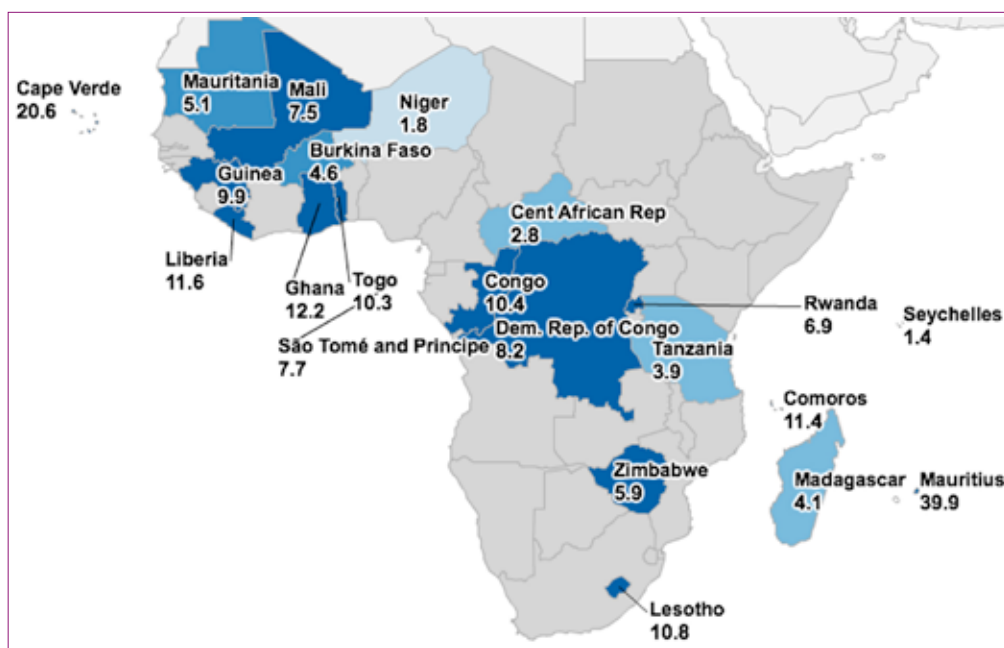 Cape Verde
20.6
Mauritania
5.1
Mali
7.5
Niger
1.8
Burkina Faso
4.6
Guinea
9.9
Liberia
11.6
Ghana
12.2
Togo
10.3
São Tomé and Principe
7.7
Cent African Rep
2.8
Congo
10.4
Dem. Rep. of Congo
8.2
Rwanda
6.9
Seychelles
1.4
Tanzania
3.9
Comoros
11.4
Madagascar
4.1
Mauritius
39.9
Zimbabwe
5.9
Lesotho
10.8